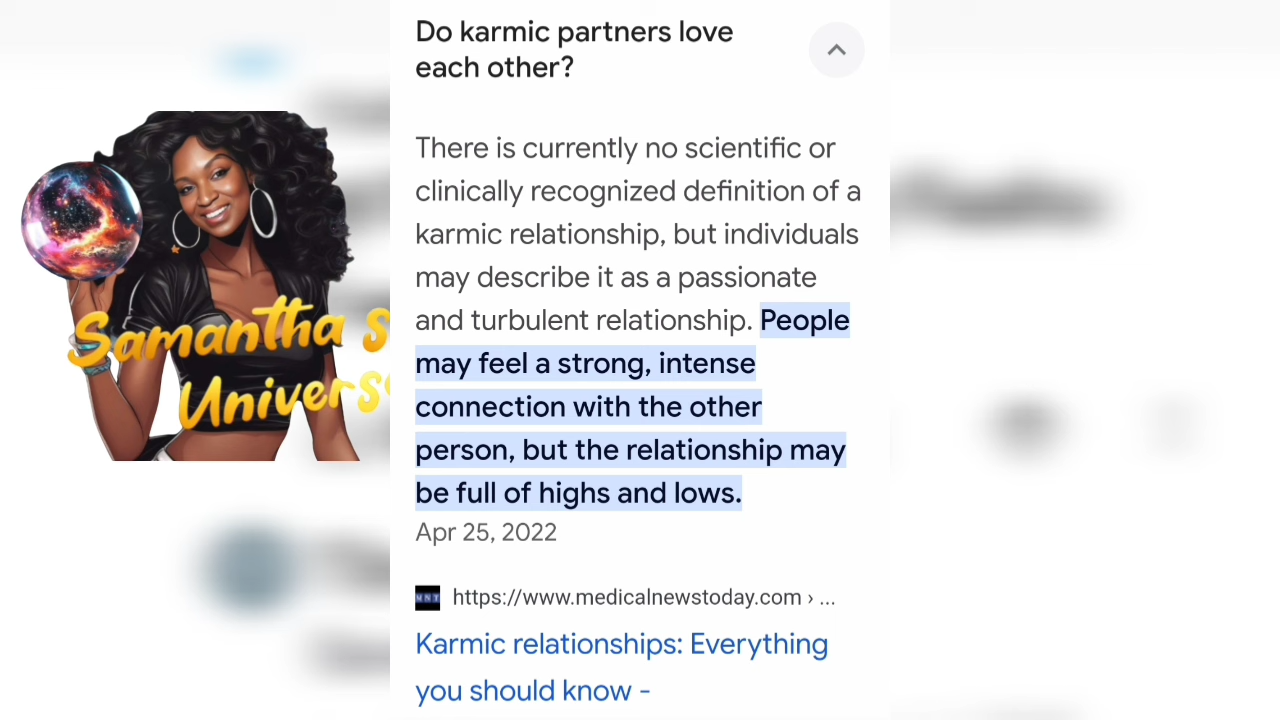 Samantha S
Univers
Do karmic partners love
each other?
There is currently no scientific or
clinically recognized definition of a
karmic relationship, but individuals
may describe it as a passionate
and turbulent relationship. People
may feel a strong, intense
connection with the other
person, but the relationship may
be full of highs and lows.
Apr 25, 2022
MNT
https://www.medicalnewstoday.com › ...
Karmic relationships: Everything
you should know -